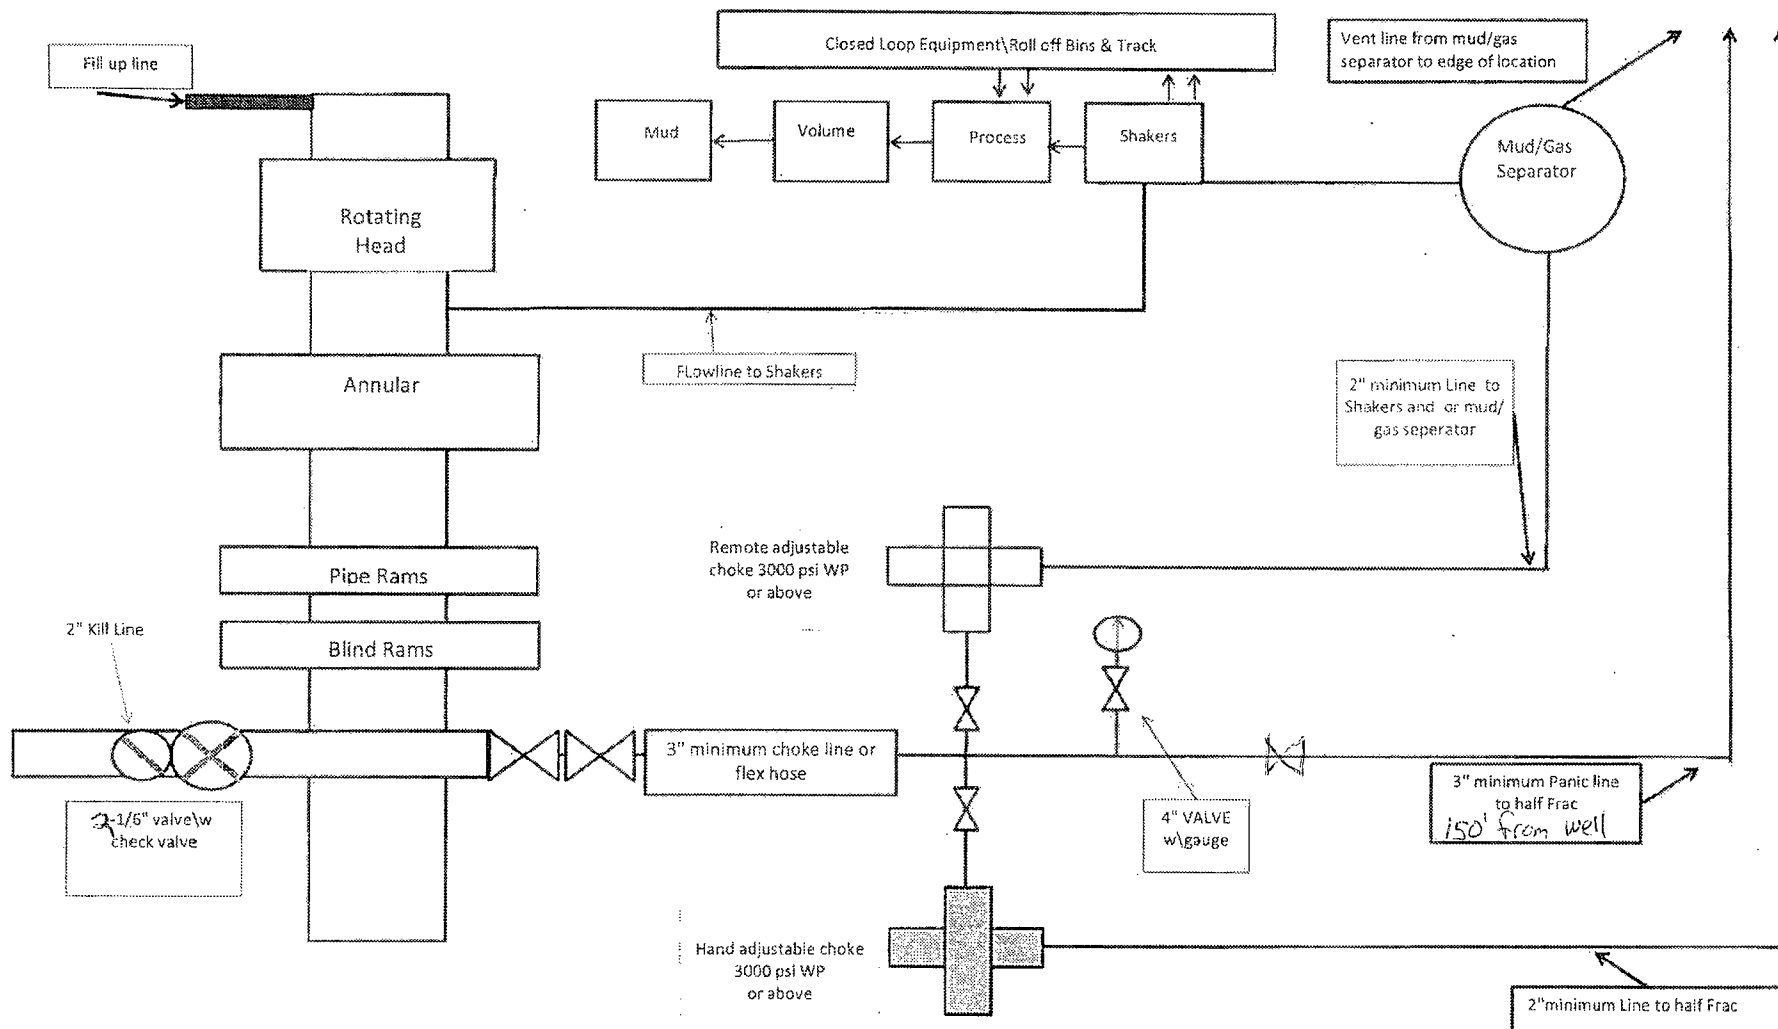 Fill up line
Closed Loop Equipment\Roll off Bins & Track
Vent line from mud/gas
separator to edge of location
Mud
Volume
Process
Shakers
Mud/Gas
Separator
Rotating
Head
FLowline to Shakers
Annular
2" minimum Line to
Shakers and or mud/
gas seperator
Remote adjustable
choke 3000 psi WP
or above
Pipe Rams
2" Kill Line
Blind Rams
3" minimum choke line or
flex hose
2-1/6" valve\w
check valve
4" VALVE
w\gauge
3" minimum Panic line
to half Frac
150' from well
Hand adjustable choke
3000 psi WP
or above
2"minimum Line to half Frac